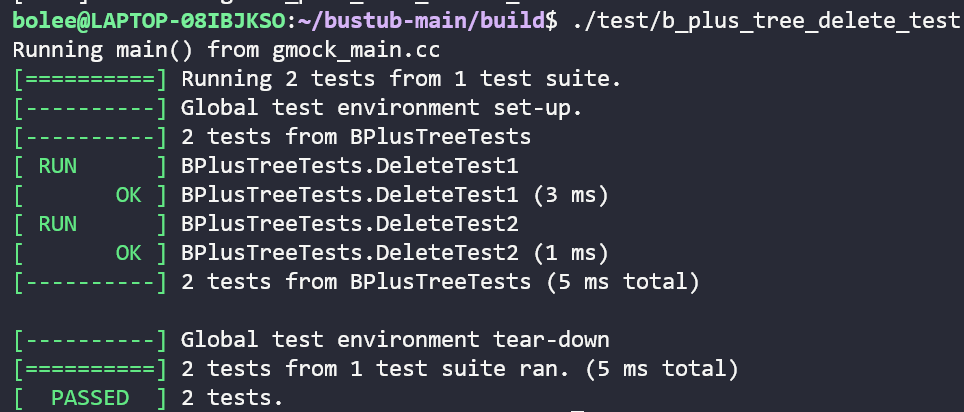 bolee@LAPTOP-08IBJKSO:~/bustub-main/build$ ./test/b_plus_tree_delete_test
Running main() from gmock_main.cc
[==========] Running 2 tests from 1 test suite.
[----------] Global test environment set-up.
[----------] 2 tests from BPlusTreeTests
[ RUN      ] BPlusTreeTests.DeleteTest1
[       OK ] BPlusTreeTests.DeleteTest1 (3 ms)
[ RUN      ] BPlusTreeTests.DeleteTest2
[       OK ] BPlusTreeTests.DeleteTest2 (1 ms)
[----------] 2 tests from BPlusTreeTests (5 ms total)

[----------] Global test environment tear-down
[==========] 2 tests from 1 test suite ran. (5 ms total)
[  PASSED  ] 2 tests.